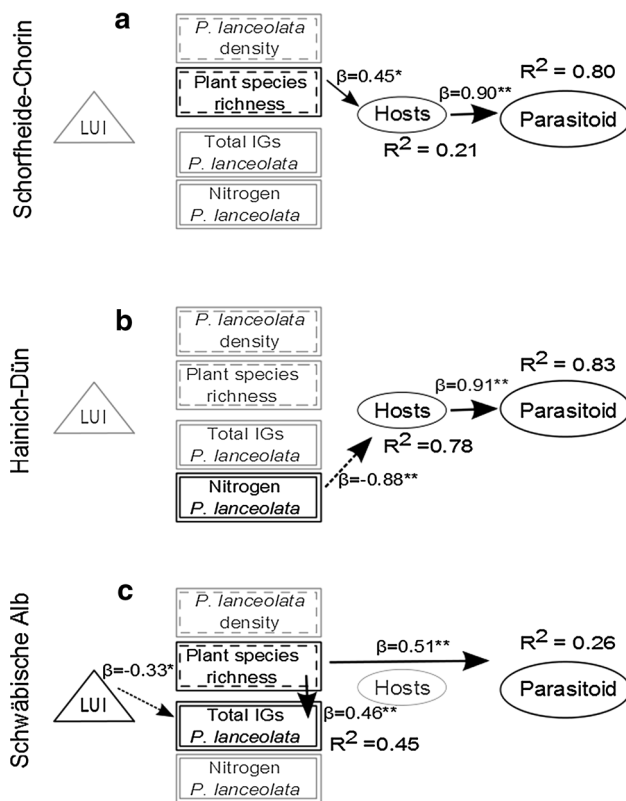 Schorfheide-Chorin
a
P. lanceolata
density
Plant species
richness
Total IGs
P. lanceolata
Nitrogen
P. lanceolata
LUI
β=0.45*
Hosts
R² = 0.21
β=0.90**
R² = 0.80
Parasitoid
Hainich-Dün
b
P. lanceolata
density
Plant species
richness
Total IGs
P. lanceolata
Nitrogen
P. lanceolata
LUI
β=-0.88**
Hosts
R² =0.78
β=0.91**
R² = 0.83
Parasitoid
Schwäbische Alb
c
P. lanceolata
density
Plant species
richness
Total IGs
P. lanceolata
Nitrogen
P. lanceolata
LUI
β=-0.33*
β=0.46**
R² =0.45
β=0.51**
Hosts
R² = 0.26
Parasitoid